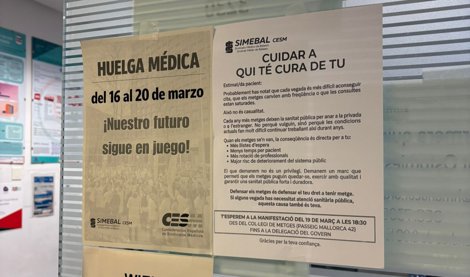 HUELGA MÉDICA
del 16 al 20 de marzo
¡Nuestro futuro
sigue en juego!
SIMEBAL CESM
CESM
SIMEBAL CESM
CUIDAR A
QUI TÉ CURA DE TU
Estimat/da pacient:
Probablement has notat que cada vegada és més difícil aconseguir
que els metges canvien amb freqüència o que les consultes
estan saturades.
Això no és casualitat.
Cada any més metges deixen la sanitat pública per anar a la privada
o a l'estranger. No perquè vulguin, sinó perquè les condicions
actuals fan molt difícil continuar treballant així durant anys.
Quan els metges se'n van, la conseqüència és directa per a tu:
• Més llistes d'espera
• Menys temps per pacient
• Més rotació de professionals
• Major risc de deteriorament del sistema públic
El que demanem no és un privilegi. Demanem un marc que
permeti que els metges puguin quedar-se, exercir amb qualitat i
garantir una sanitat pública forta i duradora.
Defensar els metges és defensar el teu dret a tenir metge.
Si alguna vegada has necessitat atenció sanitària pública,
aquesta causa també és teva.
T'ESPEREM A LA MANIFESTACIÓ DEL 19 DE MARÇ A LES 18:30
DES DEL COL·LEGI DE METGES (PASSEIG MALLORCA 42)
FINS A LA DELEGACIÓ DEL GOVERN
Gràcies per la teva confiança.